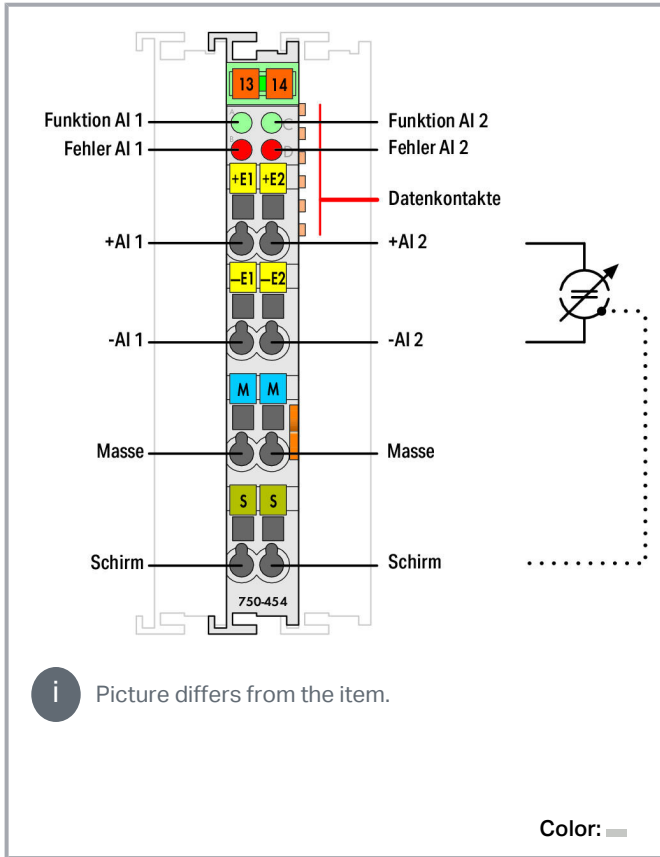 13 14
A C
Funktion AI 1
Funktion AI 2
B D
Fehler AI 1
Fehler AI 2
+E1 +E2
Datenkontakte
+AI 1
+AI 2
—E1 —E2
-AI 1
-AI 2
M M
Masse
Masse
S S
Schirm
Schirm
750-454
i Picture differs from the item.
Color: